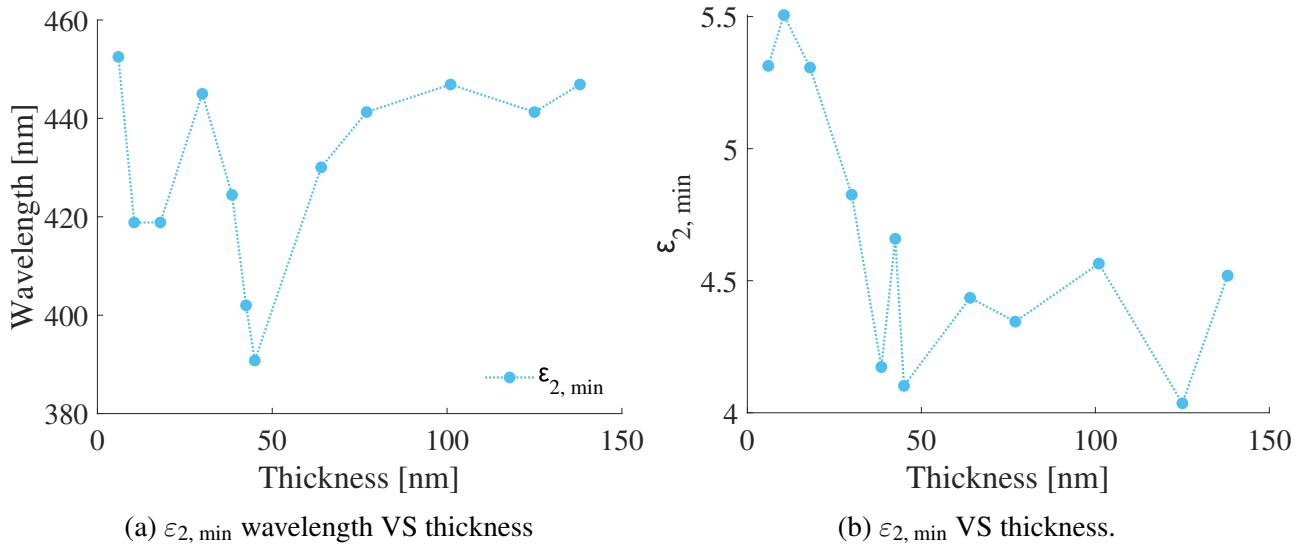 460
440
420
400
380
0
50
100
150
Wavelength [nm]
Thickness [nm]
ε2, min
(a) ε2, min wavelength VS thickness
5.5
5
4.5
4
0
50
100
150
ε2, min
Thickness [nm]
(b) ε2, min VS thickness.